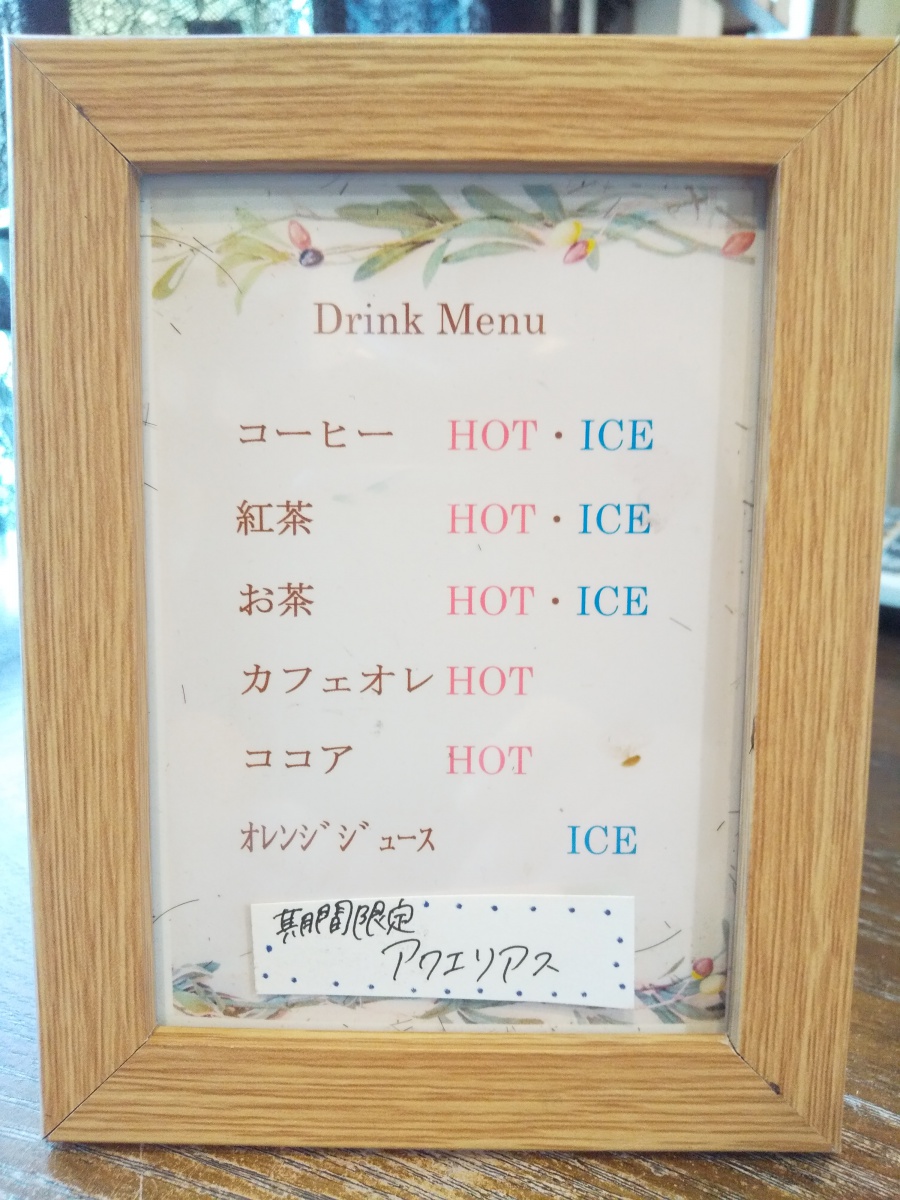 Drink Menu
コーヒー HOT・ICE
紅茶 HOT・ICE
お茶 HOT・ICE
カフェオレ HOT
ココア HOT
ｵﾚﾝｼﾞｼﾞｭｰｽ ICE
期間限定
アクエリアス